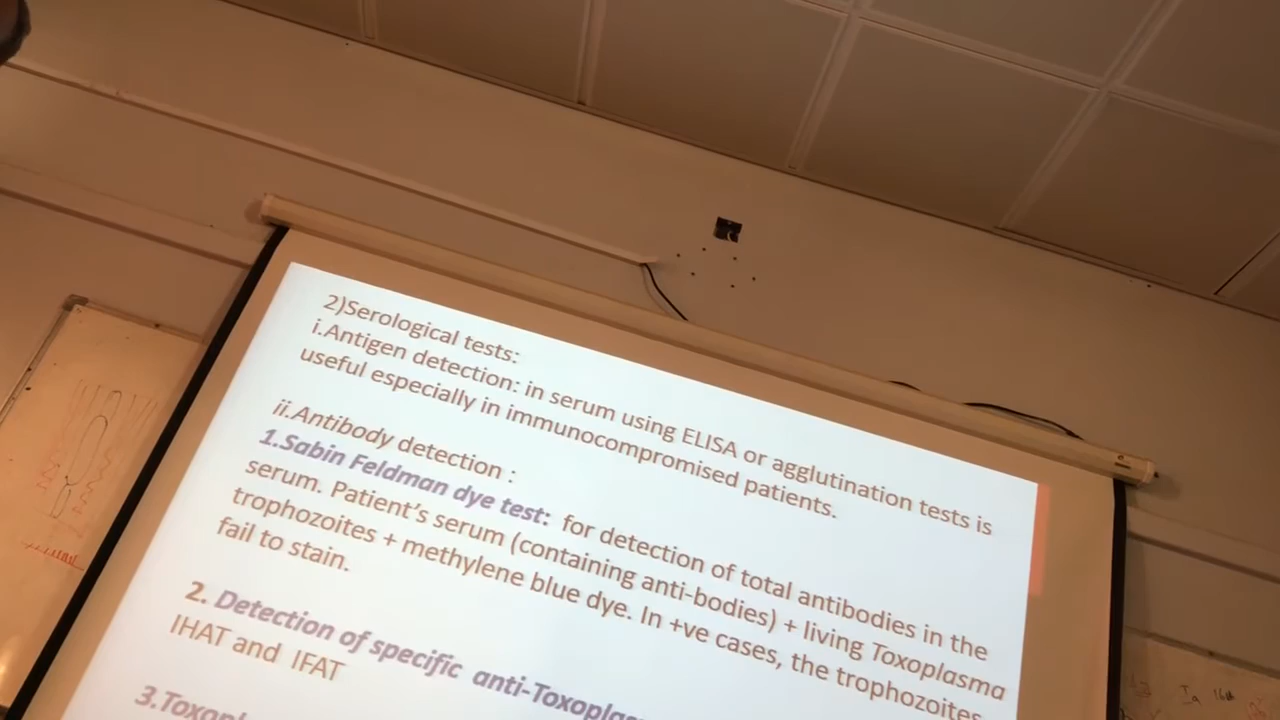 2)Serological tests:
i.Antigen detection: in serum using ELISA or agglutination tests is
useful especially in immunocompromised patients.
ii.Antibody detection :
1.Sabin Feldman dye test: for detection of total antibodies in the
serum. Patient's serum (containing anti-bodies) + living Toxoplasma
trophozoites + methylene blue dye. In +ve cases, the trophozoites
fail to stain.
2. Detection of specific anti-Toxoplas
IHAT and IFAT
3.Toxopl